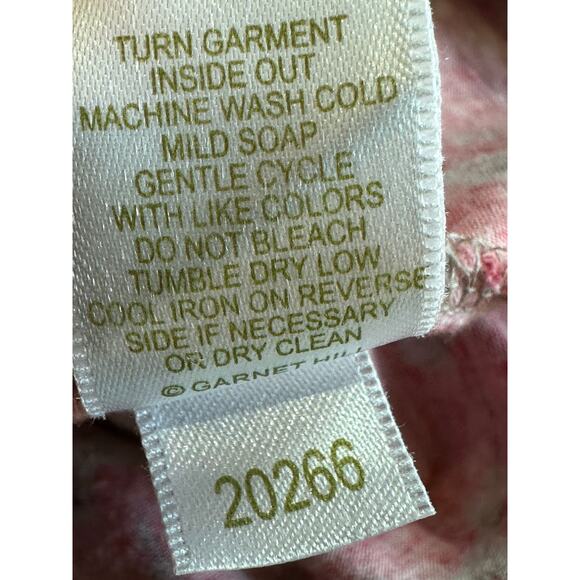 TURN GARMENT
INSIDE OUT
MACHINE WASH COLD
MILD SOAP
GENTLE CYCLE
WITH LIKE COLORS
DO NOT BLEACH
TUMBLE DRY LOW
COOL IRON ON REVERSE
SIDE IF NECESSARY
OR DRY CLEAN
© GARNET HILL
20266